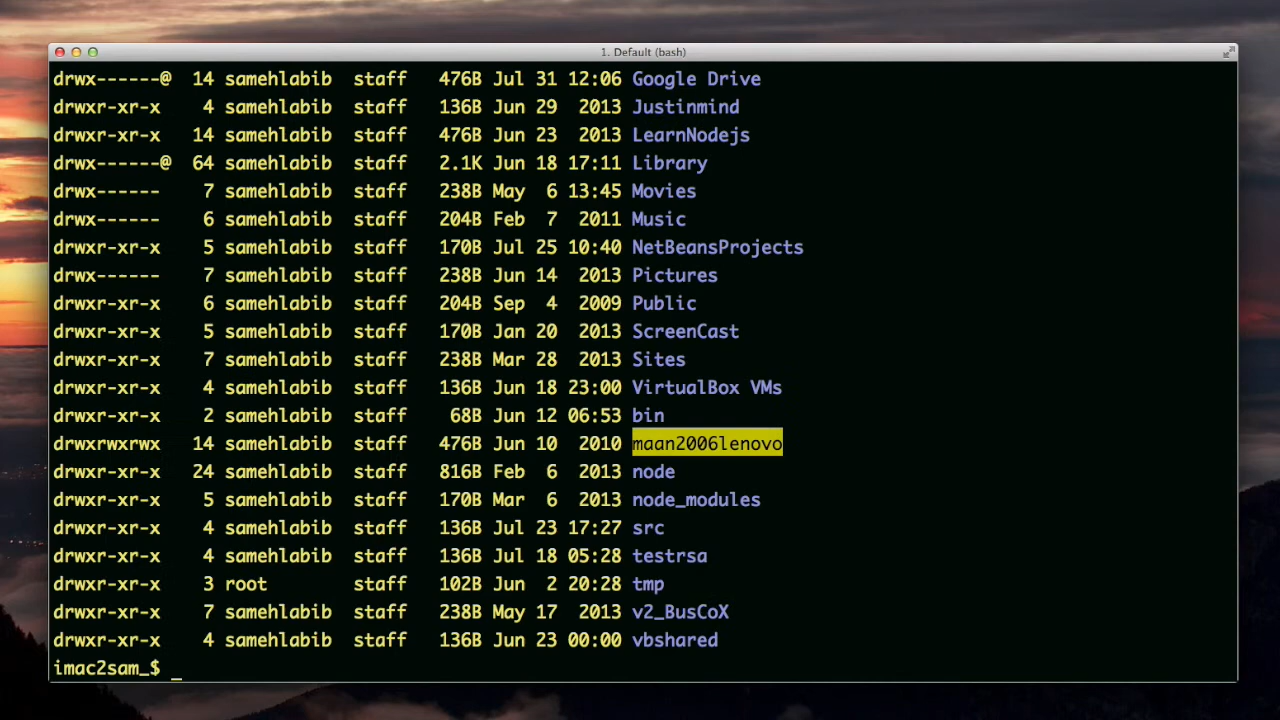 1. Default (bash)
drwx------@  14 samehlabib  staff   476B Jul 31 12:06 Google Drive
drwxr-xr-x    4 samehlabib  staff   136B Jun 29  2013 Justinmind
drwxr-xr-x   14 samehlabib  staff   476B Jun 23  2013 LearnNodejs
drwx------@  64 samehlabib  staff   2.1K Jun 18 17:11 Library
drwx------    7 samehlabib  staff   238B May  6 13:45 Movies
drwx------    6 samehlabib  staff   204B Feb  7  2011 Music
drwxr-xr-x    5 samehlabib  staff   170B Jul 25 10:40 NetBeansProjects
drwx------    7 samehlabib  staff   238B Jun 14  2013 Pictures
drwxr-xr-x    6 samehlabib  staff   204B Sep  4  2009 Public
drwxr-xr-x    5 samehlabib  staff   170B Jan 20  2013 ScreenCast
drwxr-xr-x    7 samehlabib  staff   238B Mar 28  2013 Sites
drwxr-xr-x    4 samehlabib  staff   136B Jun 18 23:00 VirtualBox VMs
drwxr-xr-x    2 samehlabib  staff    68B Jun 12 06:53 bin
drwxrwxrwx   14 samehlabib  staff   476B Jun 10  2010 maan2006lenovo
drwxr-xr-x   24 samehlabib  staff   816B Feb  6  2013 node
drwxr-xr-x    5 samehlabib  staff   170B Mar  6  2013 node_modules
drwxr-xr-x    4 samehlabib  staff   136B Jul 23 17:27 src
drwxr-xr-x    4 samehlabib  staff   136B Jul 18 05:28 testrsa
drwxr-xr-x    3 root        staff   102B Jun  2 20:28 tmp
drwxr-xr-x    7 samehlabib  staff   238B May 17  2013 v2_BusCoX
drwxr-xr-x    4 samehlabib  staff   136B Jun 23 00:00 vbshared
imac2sam_$ _